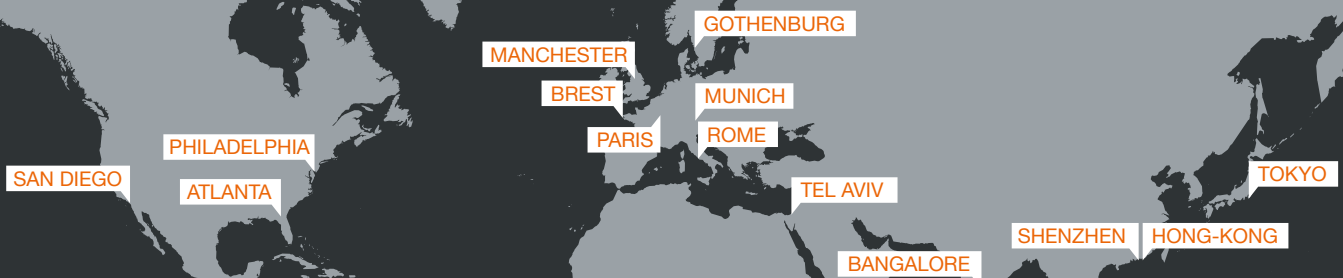 GOTHENBURG
MANCHESTER
BREST
MUNICH
PARIS
ROME
PHILADELPHIA
SAN DIEGO
ATLANTA
TEL AVIV
TOKYO
SHENZHEN
HONG-KONG
BANGALORE